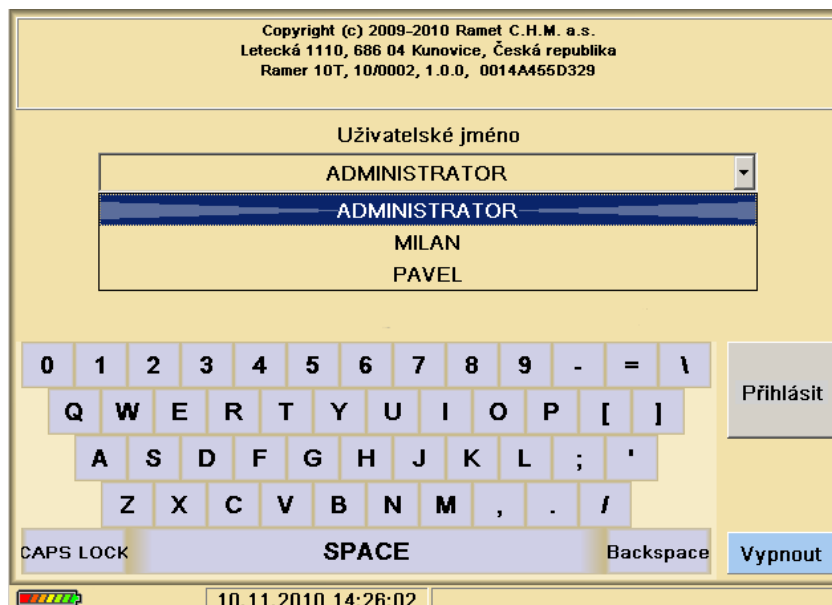 Copyright (c) 2009-2010 Ramet C.H.M. a.s.
Letecká 1110, 686 04 Kunovice, Česká republika
Ramer 10T, 10/0002, 1.0.0, 0014A455D329
Uživatelské jméno
ADMINISTRATOR
ADMINISTRATOR
MILAN
PAVEL
0 1 2 3 4 5 6 7 8 9 - = \
Q W E R T Y U I O P [ ]
Přihlásit
A S D F G H J K L ; '
Z X C V B N M , . /
CAPS LOCK SPACE Backspace
Vypnout
10.11.2010 14:26:02